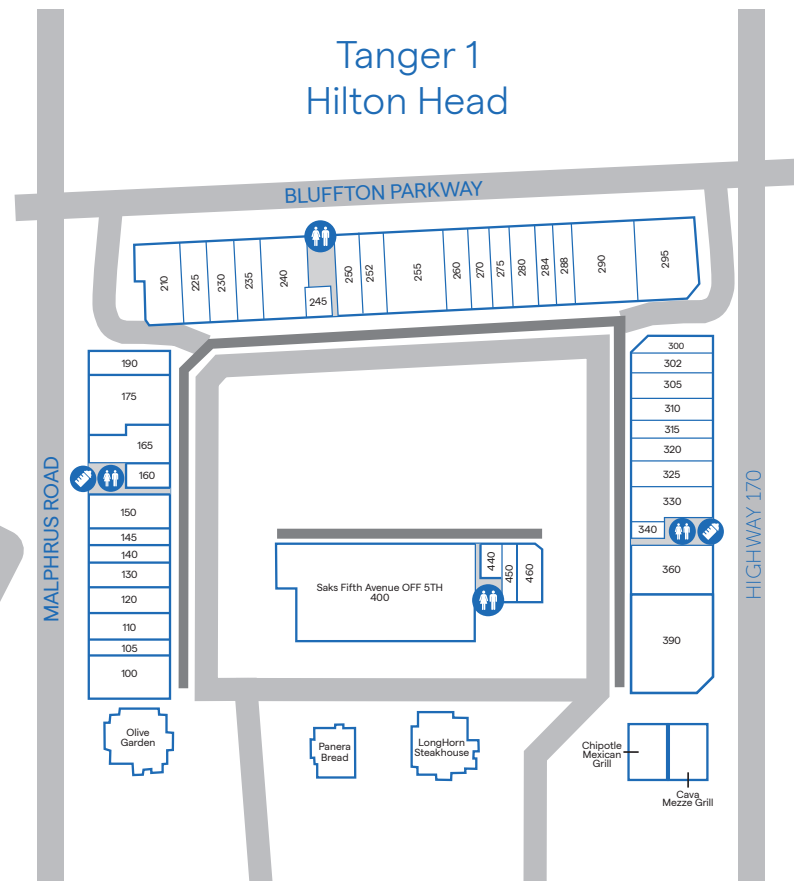 Tanger 1
Hilton Head
BLUFFTON PARKWAY
210
225
230
235
240
245
250
252
255
260
270
275
280
284
288
290
295
190
175
165
160
150
145
140
130
120
110
105
100
MALPHRUS ROAD
300
302
305
310
315
320
325
330
340
360
390
HIGHWAY 170
Saks Fifth Avenue OFF 5TH
400
440
450
460
Olive
Garden
Panera
Bread
LongHorn
Steakhouse
Chipotle
Mexican
Grill
Cava
Mezze Grill